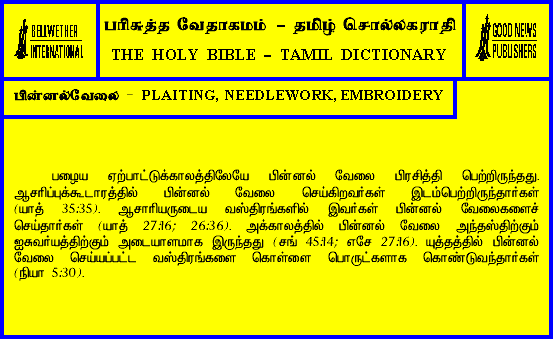 BELLWETHER
INTERNATIONAL
பரிசுத்த வேதாகமம் – தமிழ் சொல்லகராதி
THE HOLY BIBLE – TAMIL DICTIONARY
GOOD NEWS
PUBLISHERS
பின்னல்வேலை – PLAITING, NEEDLEWORK, EMBROIDERY
பழைய ஏற்பாட்டுக்காலத்திலேயே பின்னல் வேலை பிரசித்தி பெற்றிருந்தது.
ஆசரிப்புக்கூடாரத்தில் பின்னல் வேலை செய்கிறவர்கள் இடம்பெற்றிருந்தார்கள்
(யாத் 35:35). ஆசாரியருடைய வஸ்திரங்களில் இவர்கள் பின்னல் வேலைகளைச்
செய்தார்கள் (யாத் 27:16; 26:36). அக்காலத்தில் பின்னல் வேலை அந்தஸ்திற்கும்
ஐசுவர்யத்திற்கும் அடையாளமாக இருந்தது (சங் 45:14; எசே 27:16). யுத்தத்தில் பின்னல்
வேலை செய்யப்பட்ட வஸ்திரங்களை கொள்ளை பொருட்களாக கொண்டுவந்தார்கள்
(நியா 5:30).